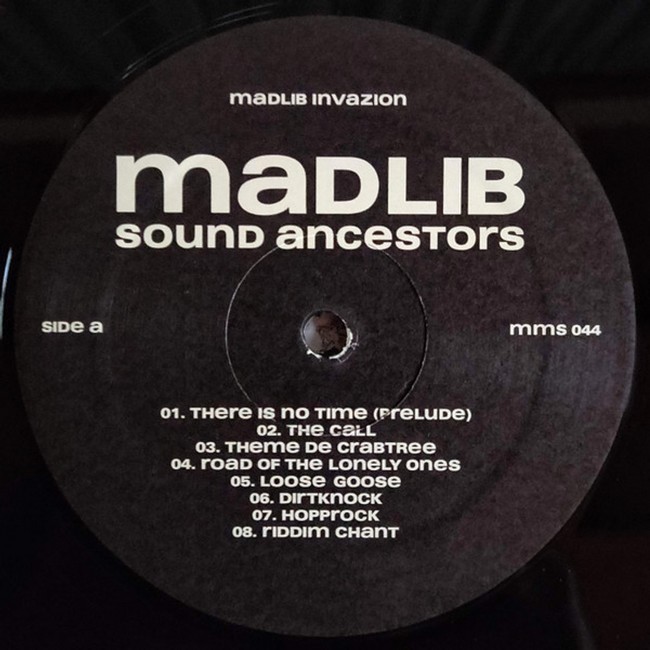 MADLIB INVAZION
MADLIB
SOUND ANCESTORS
SIDE A
MMS 044
01. THERE IS NO TIME (PRELUDE)
02. THE CALL
03. THEME DE CRABTREE
04. ROAD OF THE LONELY ONES
05. LOOSE GOOSE
06. DIRTKNOCK
07. HOPPROCK
08. RIDDIM CHANT